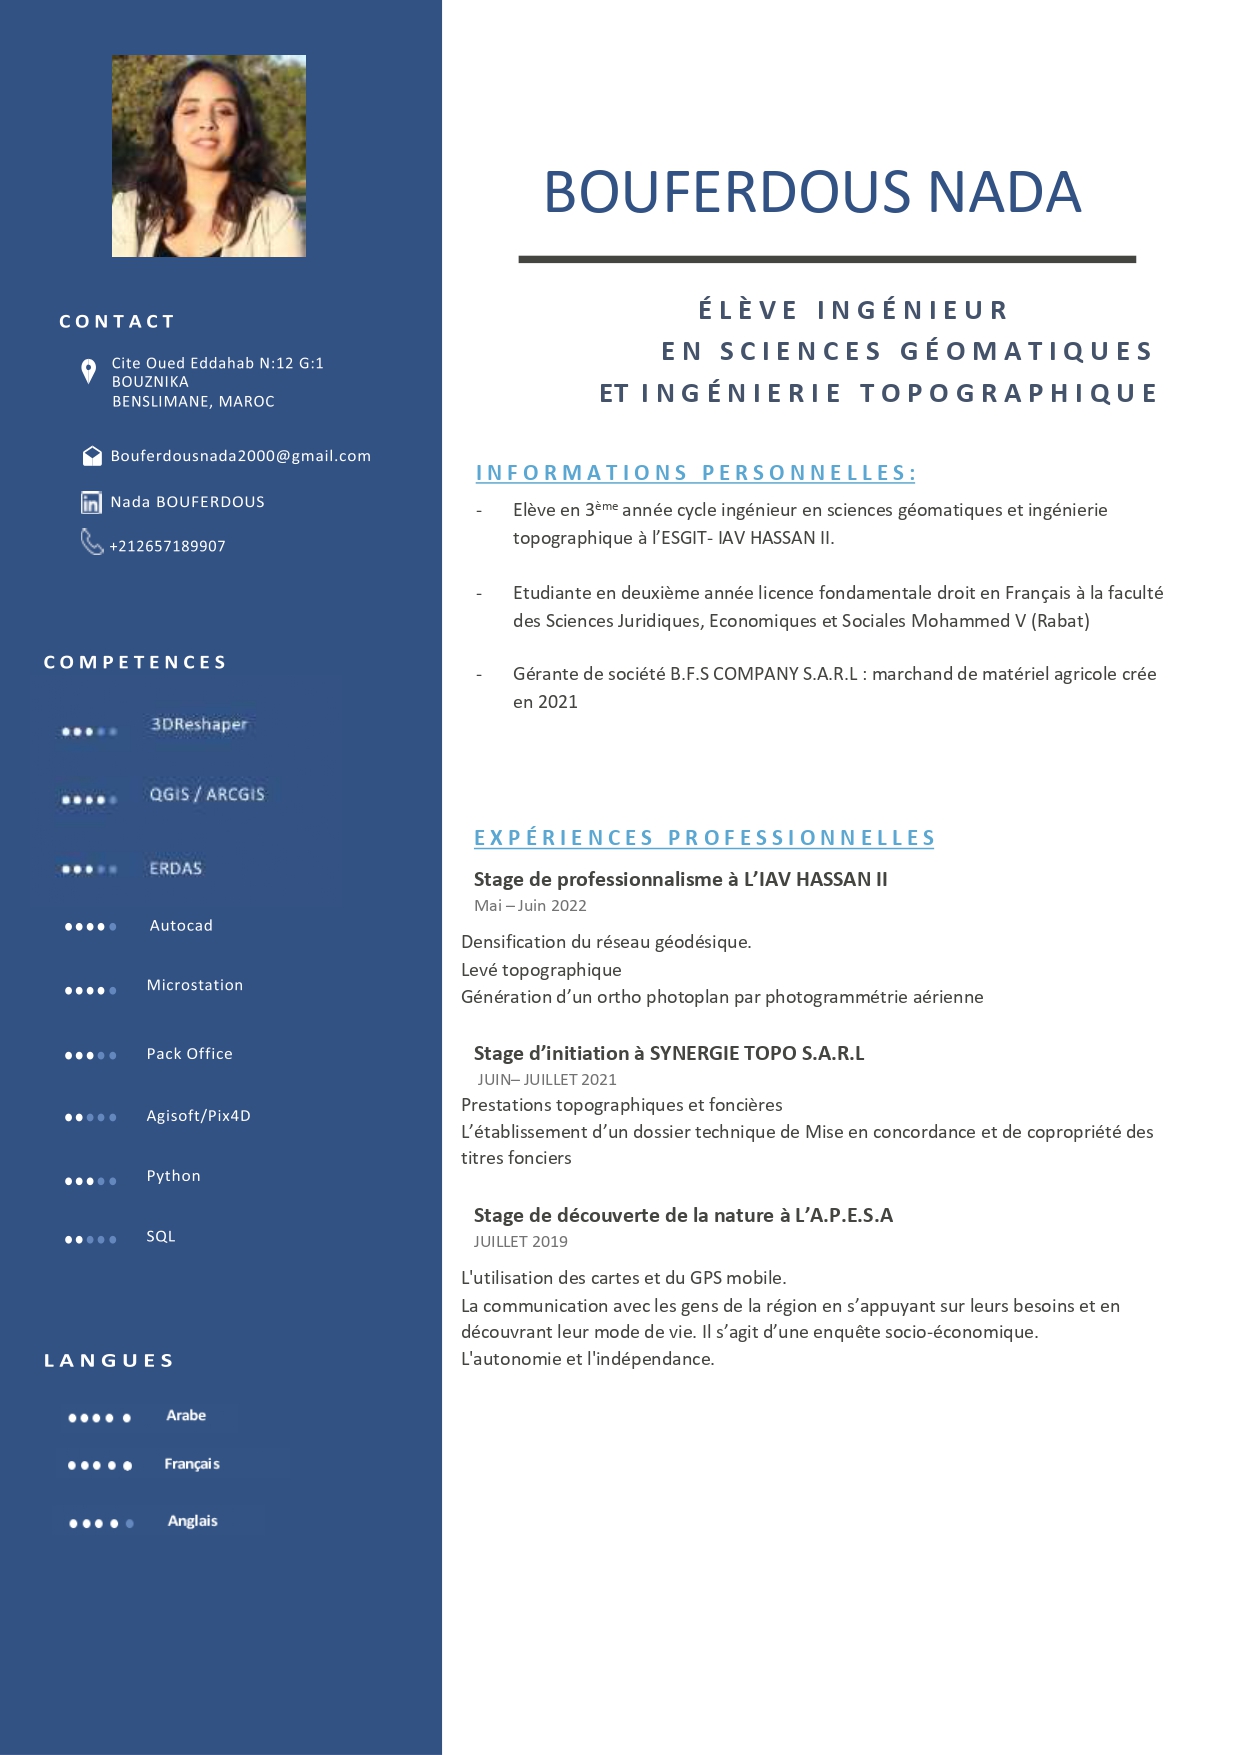 BOUFERDOUS NADA
ÉLÈVE INGÉNIEUR
EN SCIENCES GÉOMATIQUES
ET INGÉNIERIE TOPOGRAPHIQUE
CONTACT
Cite Oued Eddahab N:12 G:1
BOUZNIKA
BENSLIMANE, MAROC
Bouferdousnada2000@gmail.com
in Nada BOUFERDOUS
+212657189907
COMPETENCES
3DReshaper
QGIS / ARCGIS
ERDAS
Autocad
Microstation
Pack Office
Agisoft/Pix4D
Python
SQL
LANGUES
Arabe
Français
Anglais
INFORMATIONS PERSONNELLES:
- Elève en 3ème année cycle ingénieur en sciences géomatiques et ingénierie
topographique à l’ESGIT- IAV HASSAN II.
- Etudiante en deuxième année licence fondamentale droit en Français à la faculté
des Sciences Juridiques, Economiques et Sociales Mohammed V (Rabat)
- Gérante de société B.F.S COMPANY S.A.R.L : marchand de matériel agricole crée
en 2021
EXPÉRIENCES PROFESSIONNELLES
Stage de professionnalisme à L’IAV HASSAN II
Mai – Juin 2022
Densification du réseau géodésique.
Levé topographique
Génération d’un ortho photoplan par photogrammétrie aérienne
Stage d’initiation à SYNERGIE TOPO S.A.R.L
JUIN– JUILLET 2021
Prestations topographiques et foncières
L’établissement d’un dossier technique de Mise en concordance et de copropriété des
titres fonciers
Stage de découverte de la nature à L’A.P.E.S.A
JUILLET 2019
L'utilisation des cartes et du GPS mobile.
La communication avec les gens de la région en s’appuyant sur leurs besoins et en
découvrant leur mode de vie. Il s’agit d’une enquête socio-économique.
L'autonomie et l'indépendance.